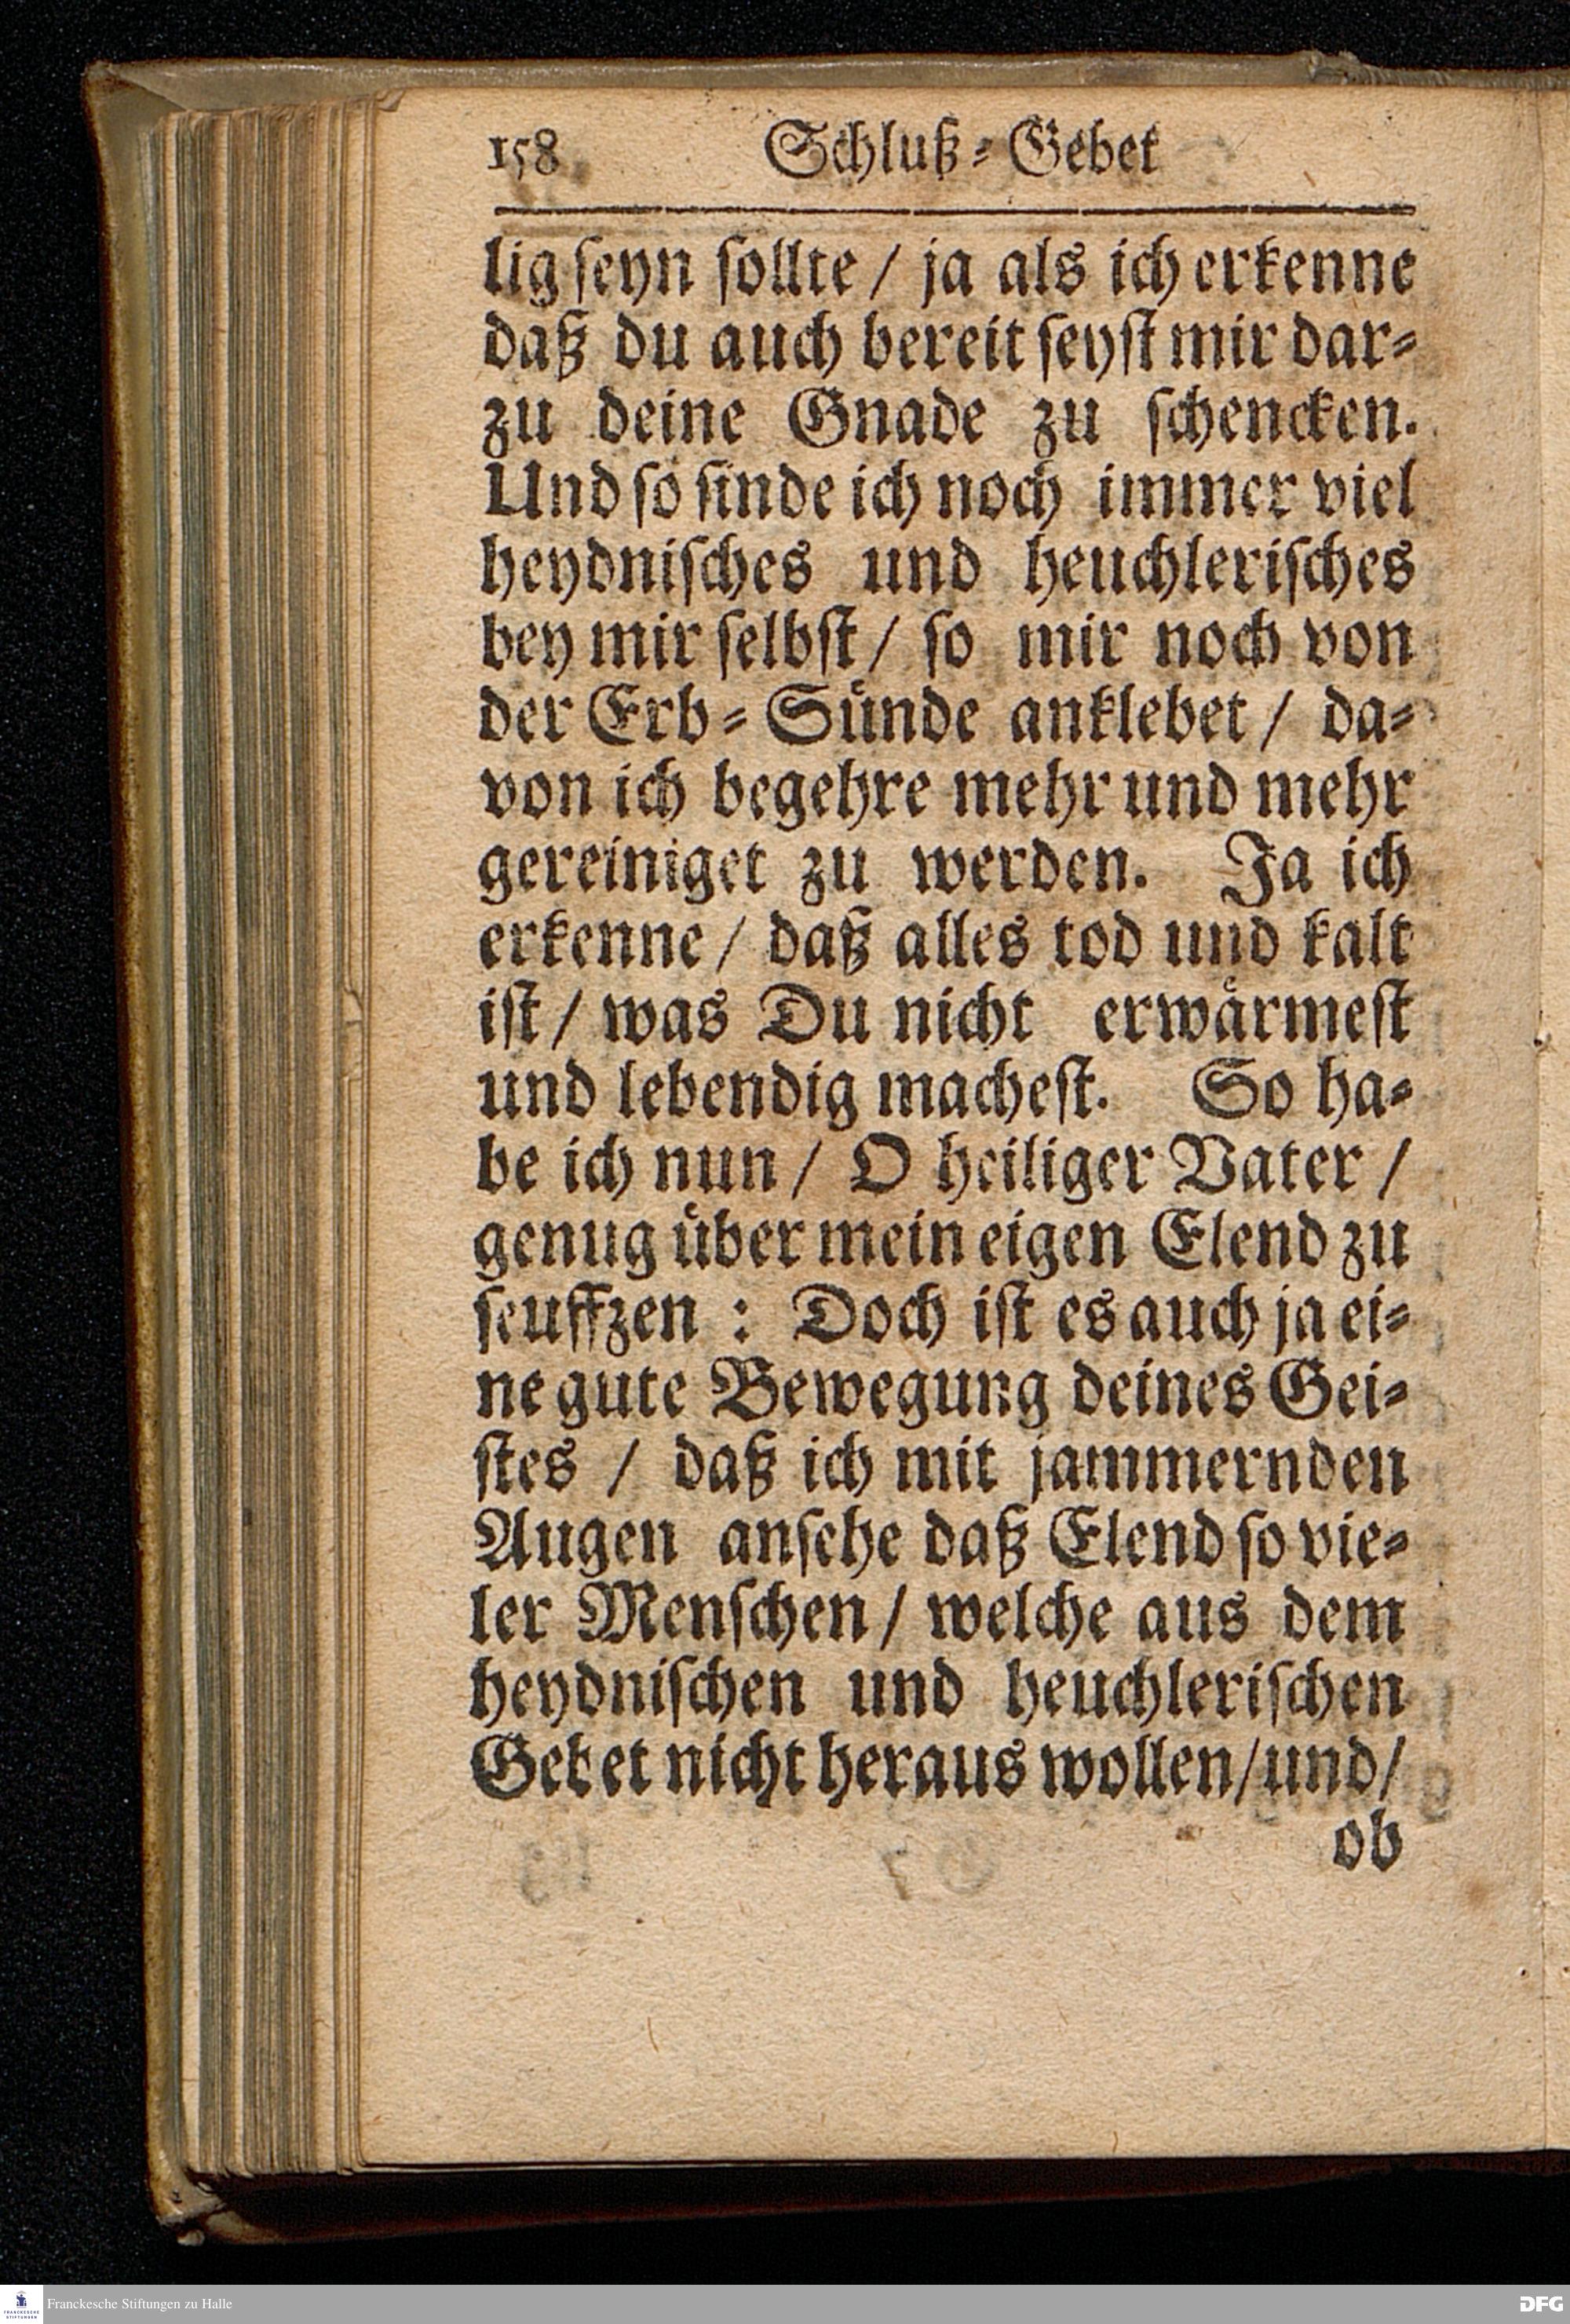 158 Schluß-Gebet
lig seyn sollte / ja als ich erkenne
daß du auch bereit seyst mir dar-
zu deine Gnade zu schencken.
Und so finde ich noch immer viel
heydnisches und heuchlerisches
bey mir selbst / so mir noch von
der Erb-Sünde anklebet / da-
von ich begehre mehr und mehr
gereiniget zu werden. Ja ich
erkenne / daß alles tod und kalt
ist / was Du nicht erwärmest
und lebendig machest. So ha-
be ich nun / O heiliger Vater /
genug über mein eigen Elend zu
seuffzen : Doch ist es auch ja ei-
ne gute Bewegung deines Gei-
stes / daß ich mit jammernden
Augen ansehe daß Elend so vie-
ler Menschen / welche aus dem
heydnischen und heuchlerischen
Gebet nicht heraus wollen / und /
ob
FRANCKESCHE STIFTUNGEN
Franckesche Stiftungen zu Halle
DFG